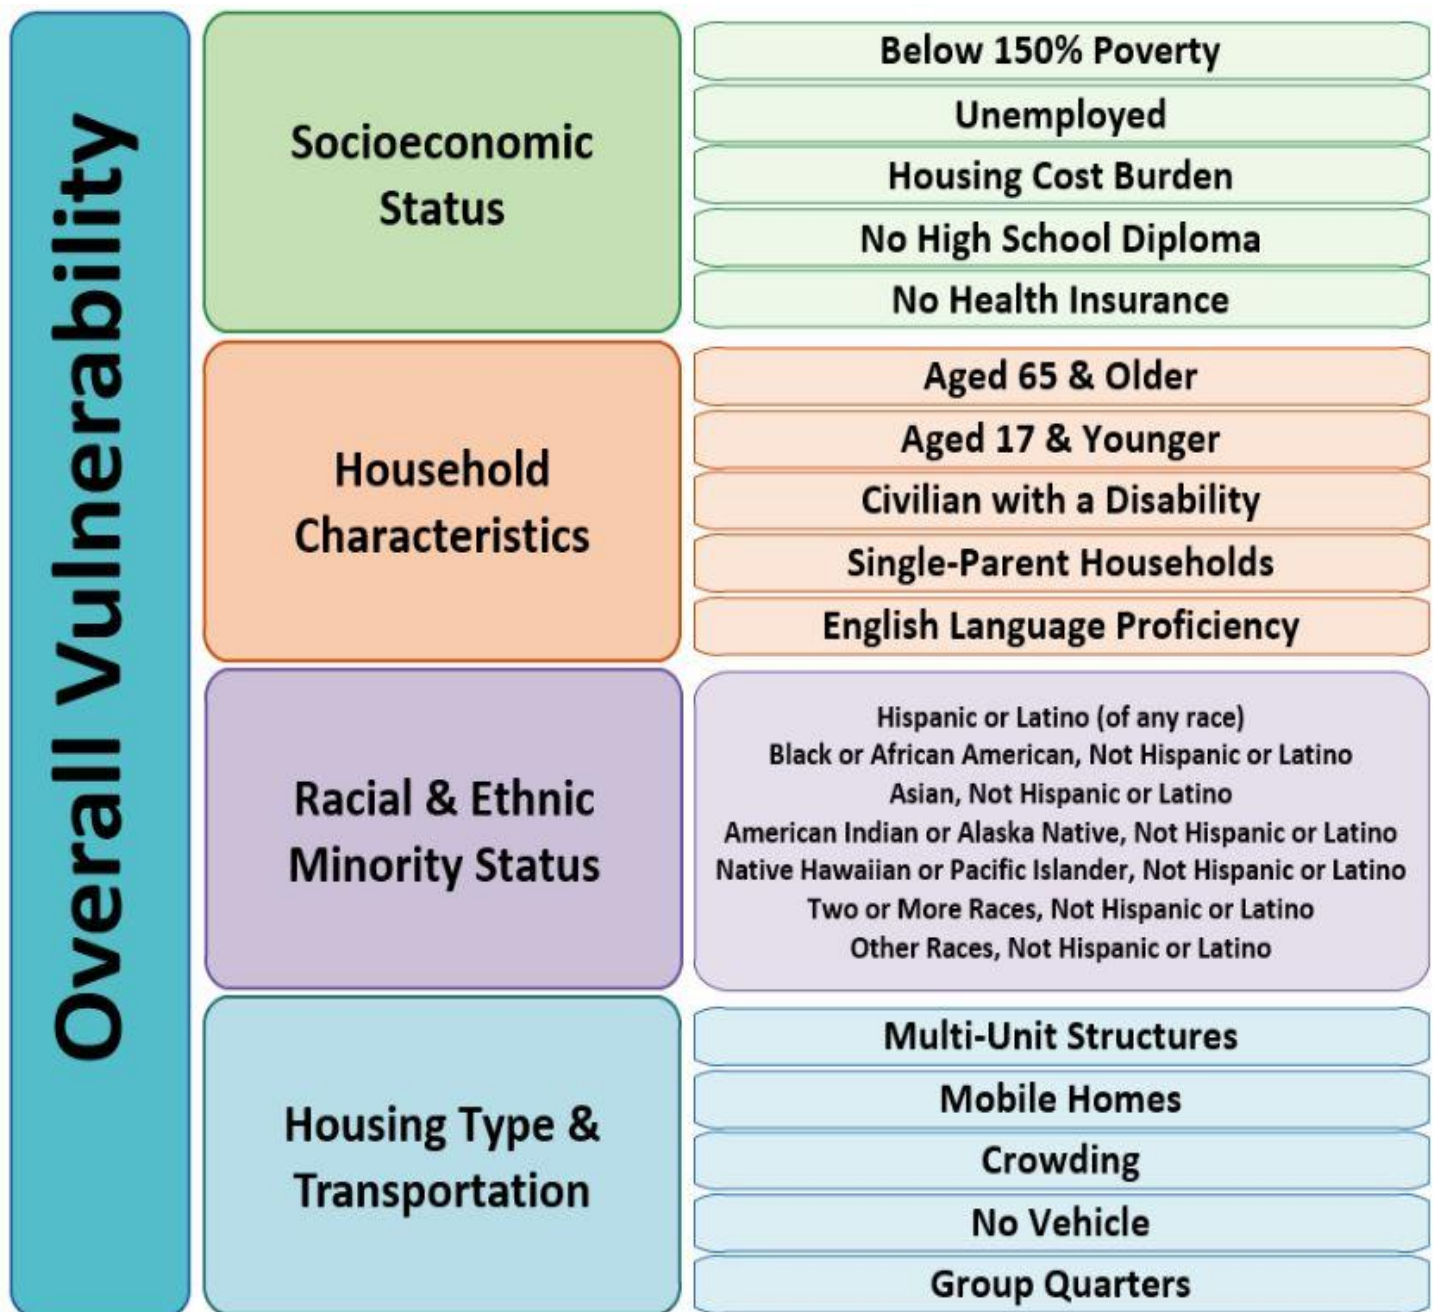 Overall Vulnerability
Socioeconomic
Status
Below 150% Poverty
Unemployed
Housing Cost Burden
No High School Diploma
No Health Insurance
Household
Characteristics
Aged 65 & Older
Aged 17 & Younger
Civilian with a Disability
Single-Parent Households
English Language Proficiency
Racial & Ethnic
Minority Status
Hispanic or Latino (of any race)
Black or African American, Not Hispanic or Latino
Asian, Not Hispanic or Latino
American Indian or Alaska Native, Not Hispanic or Latino
Native Hawaiian or Pacific Islander, Not Hispanic or Latino
Two or More Races, Not Hispanic or Latino
Other Races, Not Hispanic or Latino
Housing Type &
Transportation
Multi-Unit Structures
Mobile Homes
Crowding
No Vehicle
Group Quarters